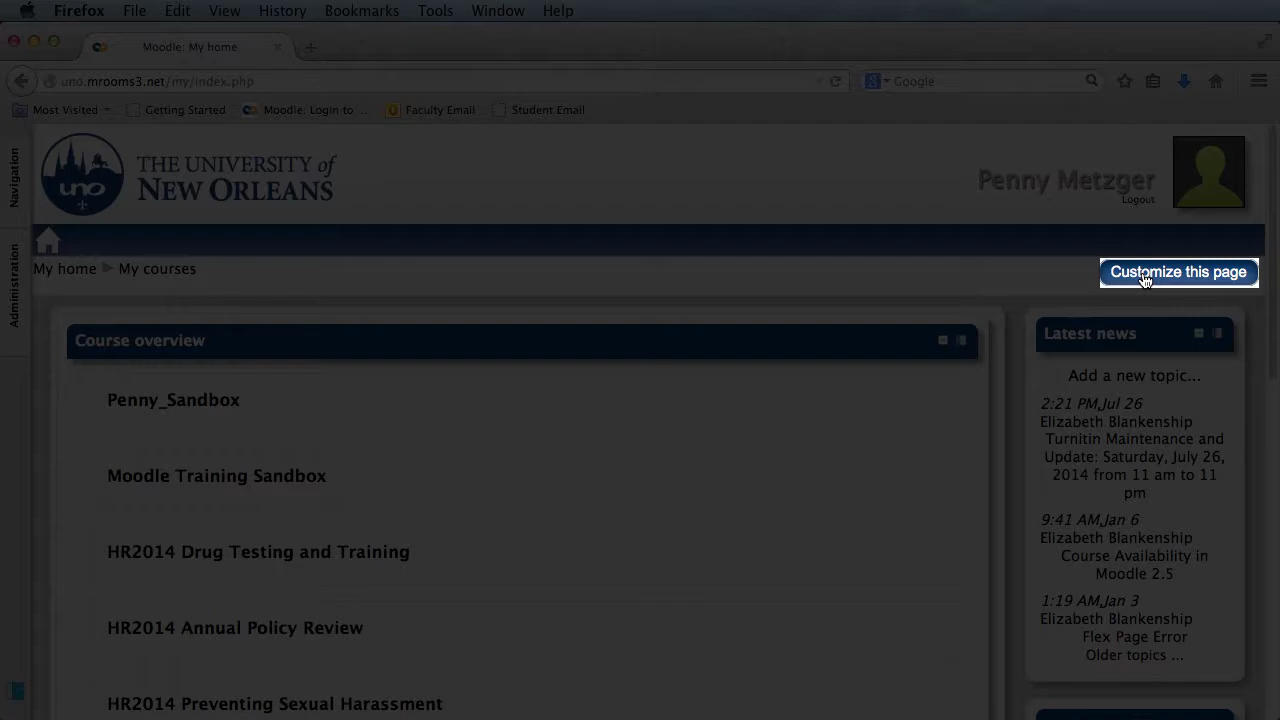 Firefox File Edit View History Bookmarks Tools Window Help
Moodle: My home
uno.mrooms3.net/my/index.php
Google
Most Visited
Getting Started
Moodle: Login to ...
Faculty Email
Student Email
Navigation
Administration
uno
THE UNIVERSITY of
NEW ORLEANS
Penny Metzger
Logout
My home
My courses
Customize this page
Course overview
Penny_Sandbox
Moodle Training Sandbox
HR2014 Drug Testing and Training
HR2014 Annual Policy Review
HR2014 Preventing Sexual Harassment
Latest news
Add a new topic...
2:21 PM,Jul 26
Elizabeth Blankenship
Turnitin Maintenance and
Update: Saturday, July 26,
2014 from 11 am to 11
pm
9:41 AM,Jan 6
Elizabeth Blankenship
Course Availability in
Moodle 2.5
1:19 AM,Jan 3
Elizabeth Blankenship
Flex Page Error
Older topics ...